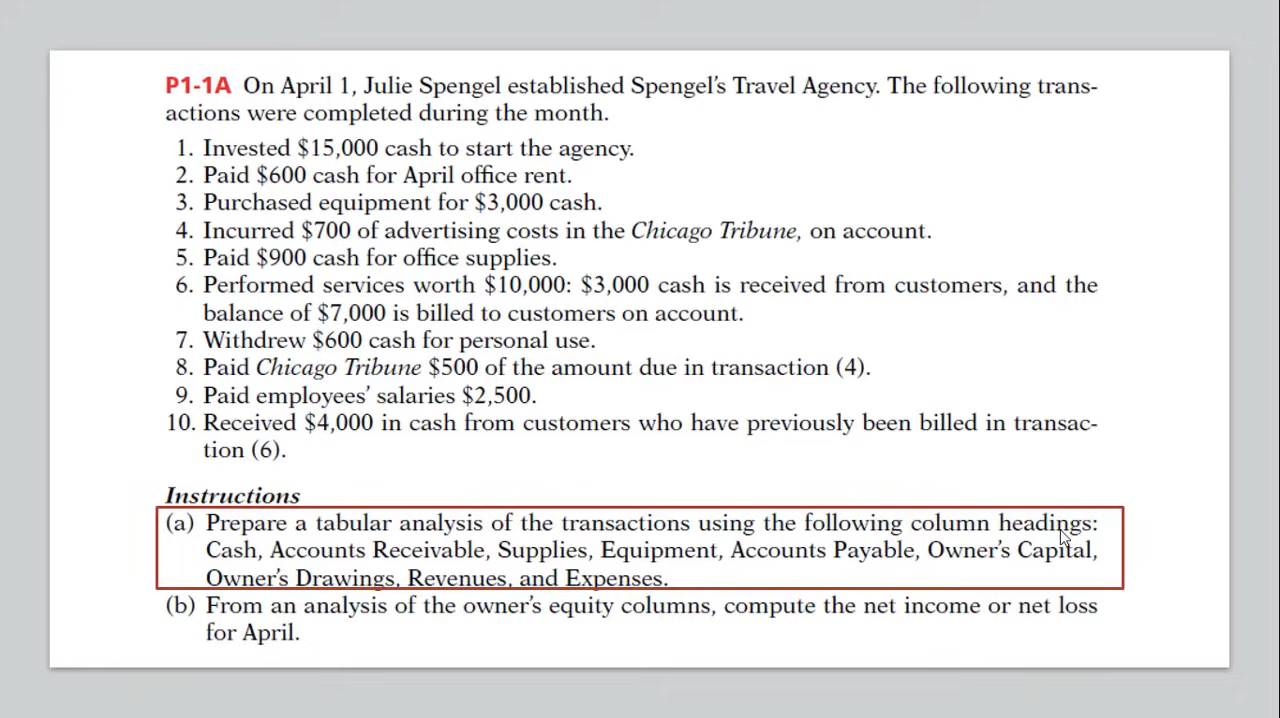 P1-1A On April 1, Julie Spengel established Spengel's Travel Agency. The following trans-
actions were completed during the month.
1. Invested $15,000 cash to start the agency.
2. Paid $600 cash for April office rent.
3. Purchased equipment for $3,000 cash.
4. Incurred $700 of advertising costs in the Chicago Tribune, on account.
5. Paid $900 cash for office supplies.
6. Performed services worth $10,000: $3,000 cash is received from customers, and the
balance of $7,000 is billed to customers on account.
7. Withdrew $600 cash for personal use.
8. Paid Chicago Tribune $500 of the amount due in transaction (4).
9. Paid employees' salaries $2,500.
10. Received $4,000 in cash from customers who have previously been billed in transac-
tion (6).
Instructions
(a) Prepare a tabular analysis of the transactions using the following column headings:
Cash, Accounts Receivable, Supplies, Equipment, Accounts Payable, Owner's Capital,
Owner's Drawings, Revenues, and Expenses.
(b) From an analysis of the owner's equity columns, compute the net income or net loss
for April.